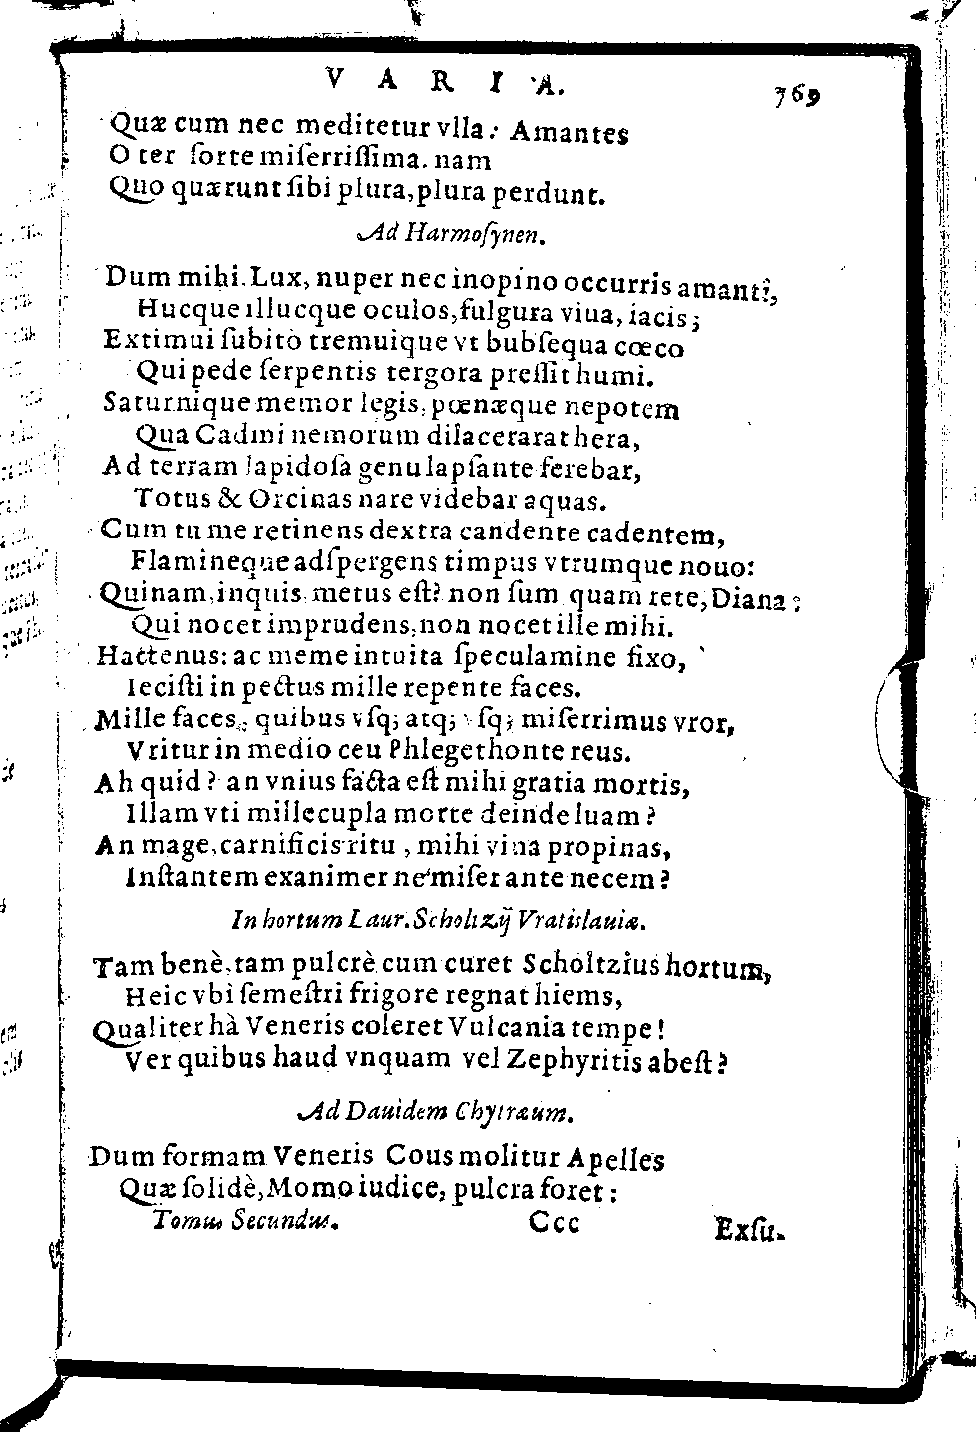 VARIA. 769
Quæ cum nec meditetur vlla: Amantes
O ter ſorte miſerriſſima. nam
Quo quærunt ſibi plura, plura perdunt.
Ad Harmoſynen.
Dum mihi Lux, nuper nec inopino occurris amanti,
Hucque illucque oculos, fulgura viua, iacis;
Extimui ſubitò tremuique vt bubſequa cœco
Qui pede ſerpentis tergora preſſit humi.
Saturnique memor legis, pœnæque nepotem
Qua Cadmi nemorum dilacerarat hera,
Ad terram lapidoſa genu lapſante ferebar,
Totus & Orcinas nare videbar aquas.
Cum tu me retinens dextra candente cadentem,
Flamineque adſpergens timpus vtrumque nouo:
Quinam, inquis, metus eſt? non ſum quam rete, Diana:
Qui nocet imprudens, non nocet ille mihi.
Hactenus: ac meme intuita ſpeculamine fixo,
Ieciſti in pectus mille repente faces.
Mille faces, quibus vſq; atq; vſq; miſerrimus vror,
Vritur in medio ceu Phlegethonte reus.
Ah quid? an vnius facta eſt mihi gratia mortis,
Illam vti millecupla morte deinde luam?
An mage, carnificis ritu, mihi vina propinas,
Inſtantem exanimer ne miſer ante necem?
In hortum Laur. Scholtzij Vratislauiæ.
Tam benè, tam pulcrè cum curet Scholtzius hortum,
Heic vbi ſemeſtri frigore regnat hiems,
Qualiter hà Veneris coleret Vulcania tempe!
Ver quibus haud vnquam vel Zephyritis abeſt?
Ad Dauidem Chytræum.
Dum formam Veneris Cous molitur Apelles
Quæ ſolidè, Momo iudice, pulcra foret:
Tomus Secundus. Ccc Exſu-